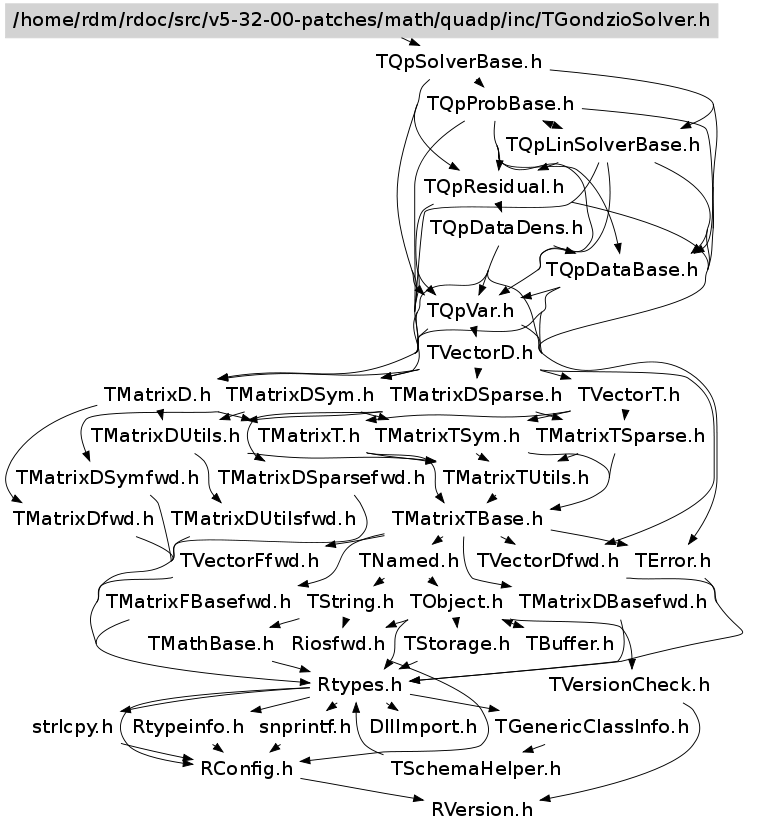 /home/rdm/rdoc/src/v5-32-00-patches/math/quadp/inc/TGondzioSolver.h
TQpSolverBase.h
TQpProbBase.h
TQpLinSolverBase.h
TQpResidual.h
TQpDataDens.h
TQpDataBase.h
TQpVar.h
TVectorD.h
TMatrixD.h TMatrixDSym.h TMatrixDSparse.h TVectorT.h
TMatrixDUtils.h TMatrixT.h TMatrixTSym.h TMatrixTSparse.h
TMatrixDSymfwd.h TMatrixDSparsefwd.h TMatrixTUtils.h
TMatrixDfwd.h TMatrixDUtilsfwd.h TMatrixTBase.h
TVectorFfwd.h TNamed.h TVectorDfwd.h TError.h
TMatrixFBasefwd.h TString.h TObject.h TMatrixDBasefwd.h
TMathBase.h Riosfwd.h TStorage.h TBuffer.h
Rtypes.h TVersionCheck.h
strlcpy.h Rtypeinfo.h snprintf.h DllImport.h TGenericClassInfo.h
RConfig.h TSchemaHelper.h
RVersion.h